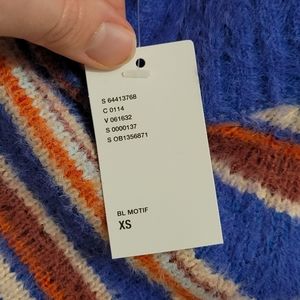 S 64413768
C 0114
V 061632
S 0000137
S OB1356871
BL MOTIF
XS